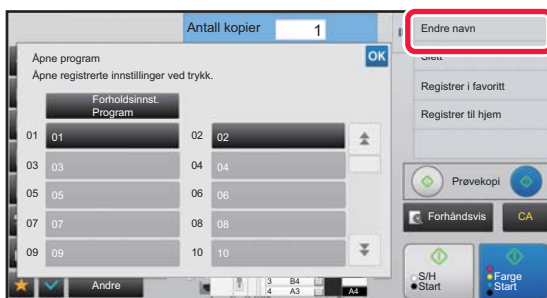 Antall kopier 1
Endre navn
Åpne program
OK
Åpne registrerte innstillinger ved trykk.
Slett
Forholdsinnst.
Program
Registrer i favoritt
Registrer til hjem
01 01 02 02
03 03 04 04
05 05 06 06
07 07 08 08
09 09 10 10
Prøvekopi
Forhåndsvis CA
Andre
3 B4
4 A3
A4
S/H
Start
Farge
Start